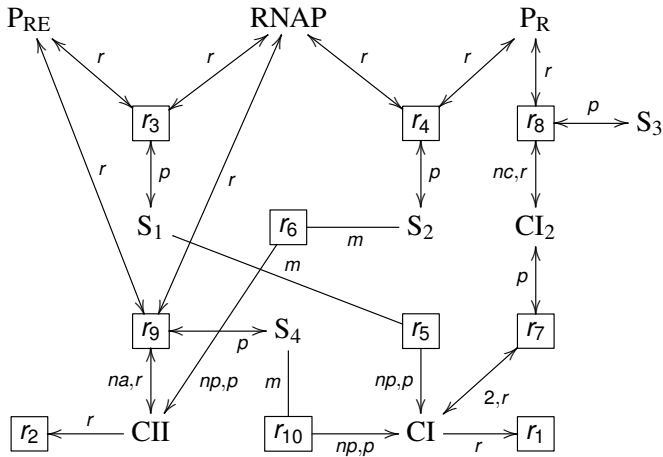 P_RE RNAP P_R
r r r r r
r_3 r_4 r_8 p S_3
r r p p nc,r
S_1 r_6 m S_2 CI_2
m p
r_9 p S_4 r_5 r_7
na,r np,p m np,p 2,r
r_2 r CII r_10 np,p CI r r_1